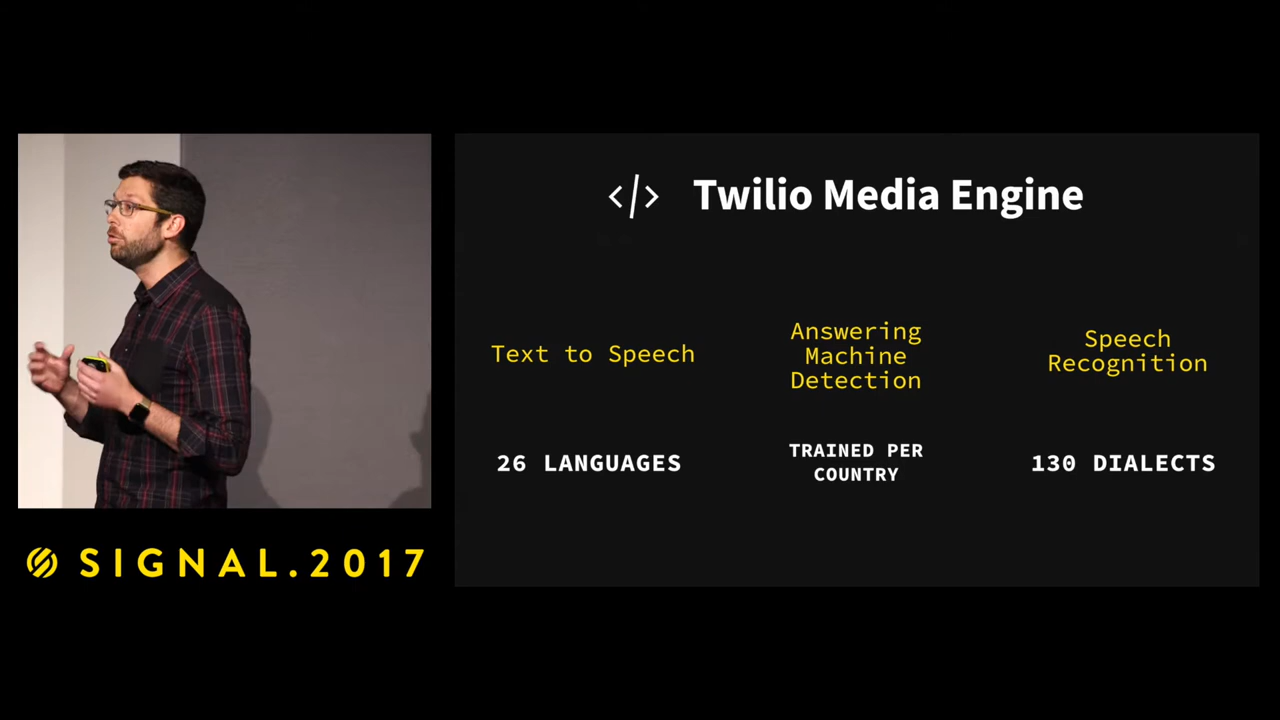 </> Twilio Media Engine
Text to Speech
Answering
Machine
Detection
Speech
Recognition
26 LANGUAGES
TRAINED PER
COUNTRY
130 DIALECTS
SIGNAL.2017